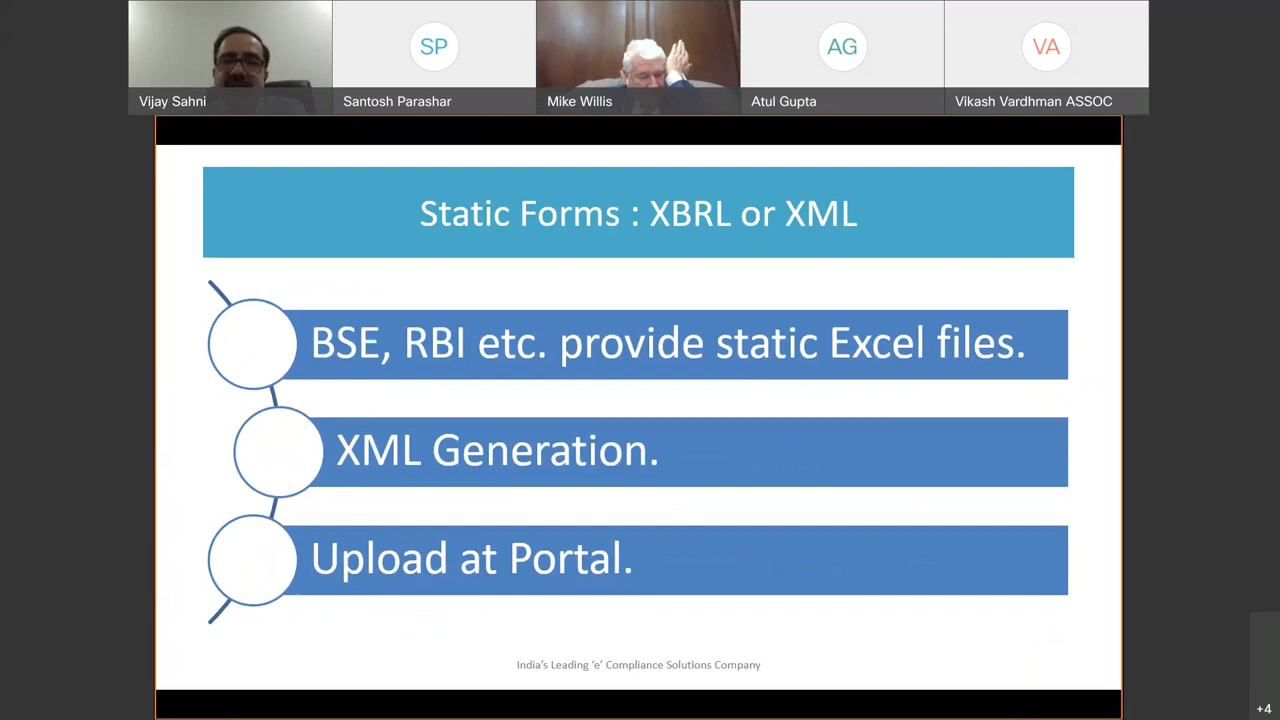 SP
AG
VA
Vijay Sahni
Santosh Parashar
Mike Willis
Atul Gupta
Vikash Vardhman ASSOC
Static Forms : XBRL or XML
BSE, RBI etc. provide static Excel files.
XML Generation.
Upload at Portal.
India's Leading 'e' Compliance Solutions Company
+4